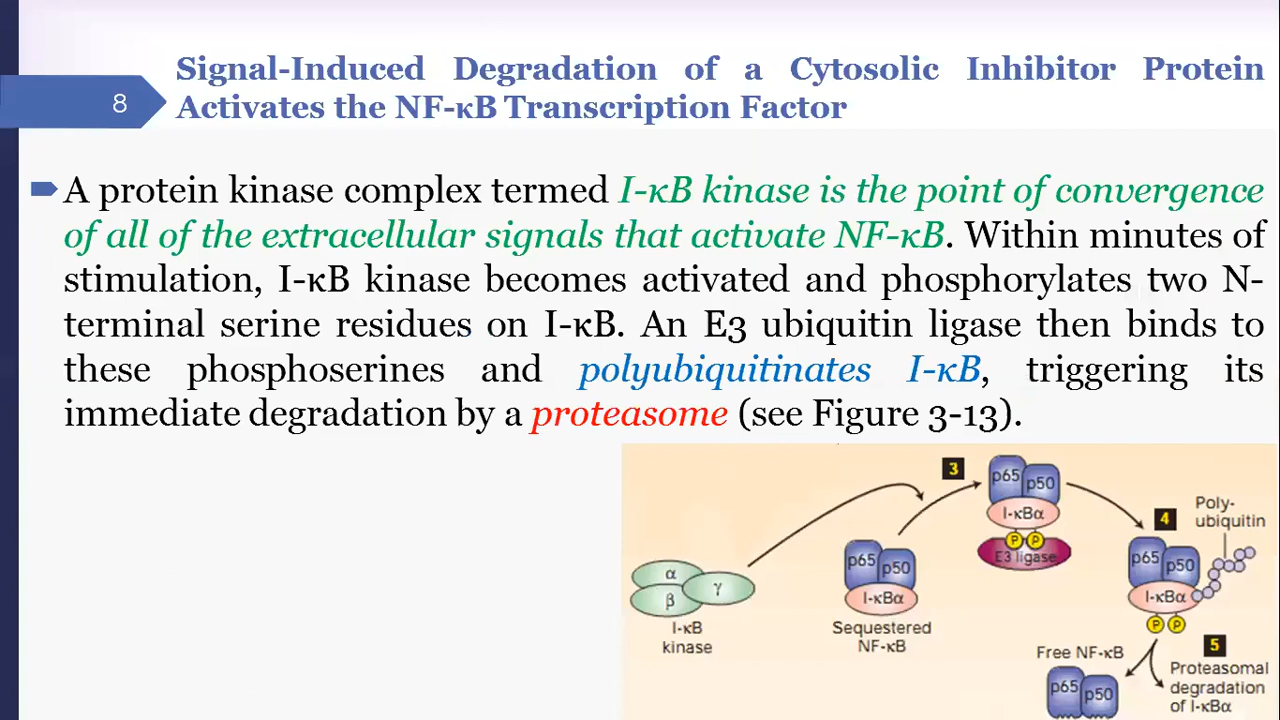 Signal-Induced Degradation of a Cytosolic Inhibitor Protein
Activates the NF-κB Transcription Factor
8
A protein kinase complex termed I-κB kinase is the point of convergence
of all of the extracellular signals that activate NF-κB. Within minutes of
stimulation, I-κB kinase becomes activated and phosphorylates two N-
terminal serine residues on I-κB. An E3 ubiquitin ligase then binds to
these phosphoserines and polyubiquitinates I-κB, triggering its
immediate degradation by a proteasome (see Figure 3-13).
α
β
γ
I-κB
kinase
p65
p50
I-κBα
Sequestered
NF-κB
3
p65
p50
I-κBα
P P
E3 ligase
4
Poly-
ubiquitin
p65
p50
I-κBα
P P
5
Free NF-κB
p65
p50
Proteasomal
degradation
of I-κBα